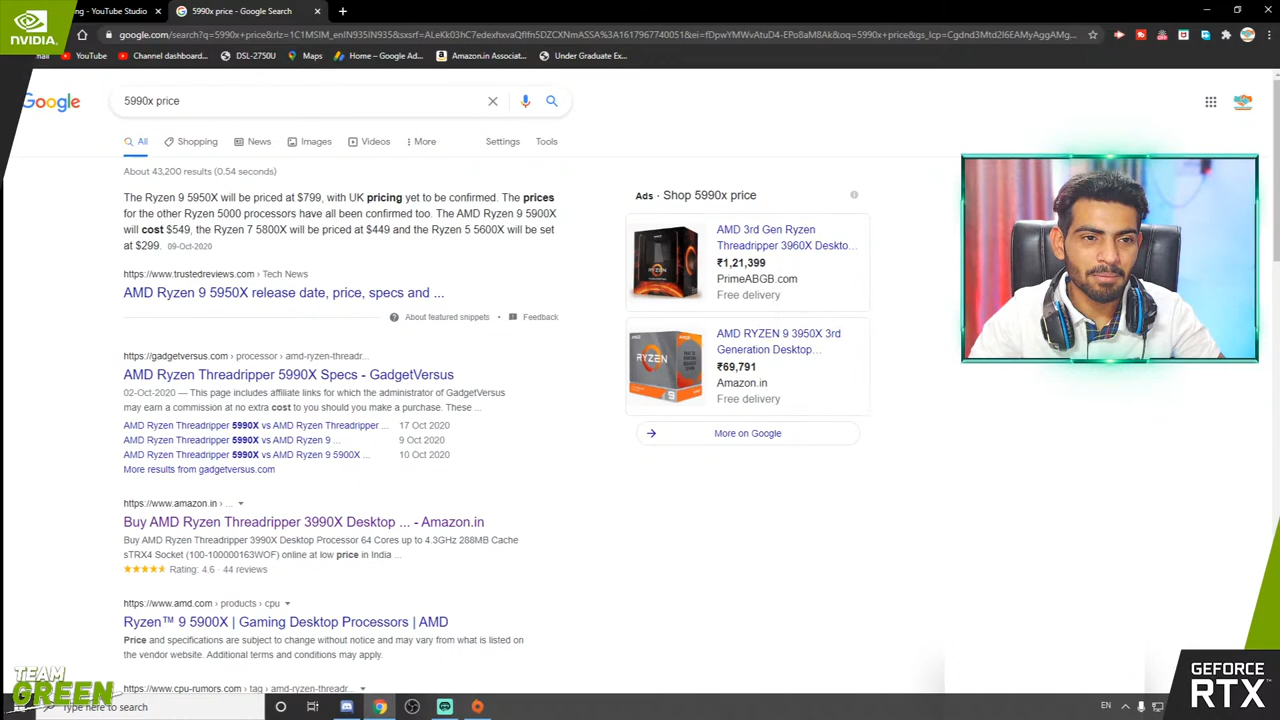 NVIDIA
ng - YouTube Studio
5990x price - Google Search
google.com/search?q=5990x+price&rlz=1C1MSIM_enIN935IN935&sxsrf=
YouTube
Channel dashboard...
DSL-2750U
Maps
Home – Google Ad...
Amazon.in Associat...
Under Graduate Ex...
Google
5990x price
All
Shopping
News
Images
Videos
More
Settings
Tools
About 43,200 results (0.54 seconds)
The Ryzen 9 5950X will be priced at $799, with UK pricing yet to be confirmed. The prices
for the other Ryzen 5000 processors have all been confirmed too. The AMD Ryzen 9 5900X
will cost $549, the Ryzen 7 5800X will be priced at $449 and the Ryzen 5 5600X will be set
at $299. 09-Oct-2020
https://www.trustedreviews.com › Tech News
AMD Ryzen 9 5950X release date, price, specs and ...
About featured snippets • Feedback
https://gadgetversus.com › processor › amd-ryzen-threadr...
AMD Ryzen Threadripper 5990X Specs - GadgetVersus
02-Oct-2020 — This page includes affiliate links for which the administrator of GadgetVersus
may earn a commission at no extra cost to you should you make a purchase. These ...
AMD Ryzen Threadripper 5990X vs AMD Ryzen Threadripper ... 17 Oct 2020
AMD Ryzen Threadripper 5990X vs AMD Ryzen 9 ... 9 Oct 2020
AMD Ryzen Threadripper 5990X vs AMD Ryzen 9 5900X ... 10 Oct 2020
More results from gadgetversus.com
https://www.amazon.in › ...
Buy AMD Ryzen Threadripper 3990X Desktop ... - Amazon.in
Buy AMD Ryzen Threadripper 3990X Desktop Processor 64 Cores up to 4.3GHz 288MB Cache
sTRX4 Socket (100-100000163WOF) online at low price in India ...
Rating: 4.6 · 44 reviews
https://www.amd.com › products › cpu
Ryzen™ 9 5900X | Gaming Desktop Processors | AMD
Price and specifications are subject to change without notice and may vary from what is listed on
the vendor website. Additional terms and conditions may apply.
https://www.cpu-rumors.com › tag › amd-ryzen-threadr...
Ads · Shop 5990x price
AMD 3rd Gen Ryzen
Threadripper 3960X Deskto...
₹1,21,399
PrimeABGB.com
Free delivery
RYZEN
AMD RYZEN 9 3950X 3rd
Generation Desktop...
₹69,791
Amazon.in
Free delivery
More on Google
TEAM
GREEN
Type here to search
EN
GEFORCE
RTX™